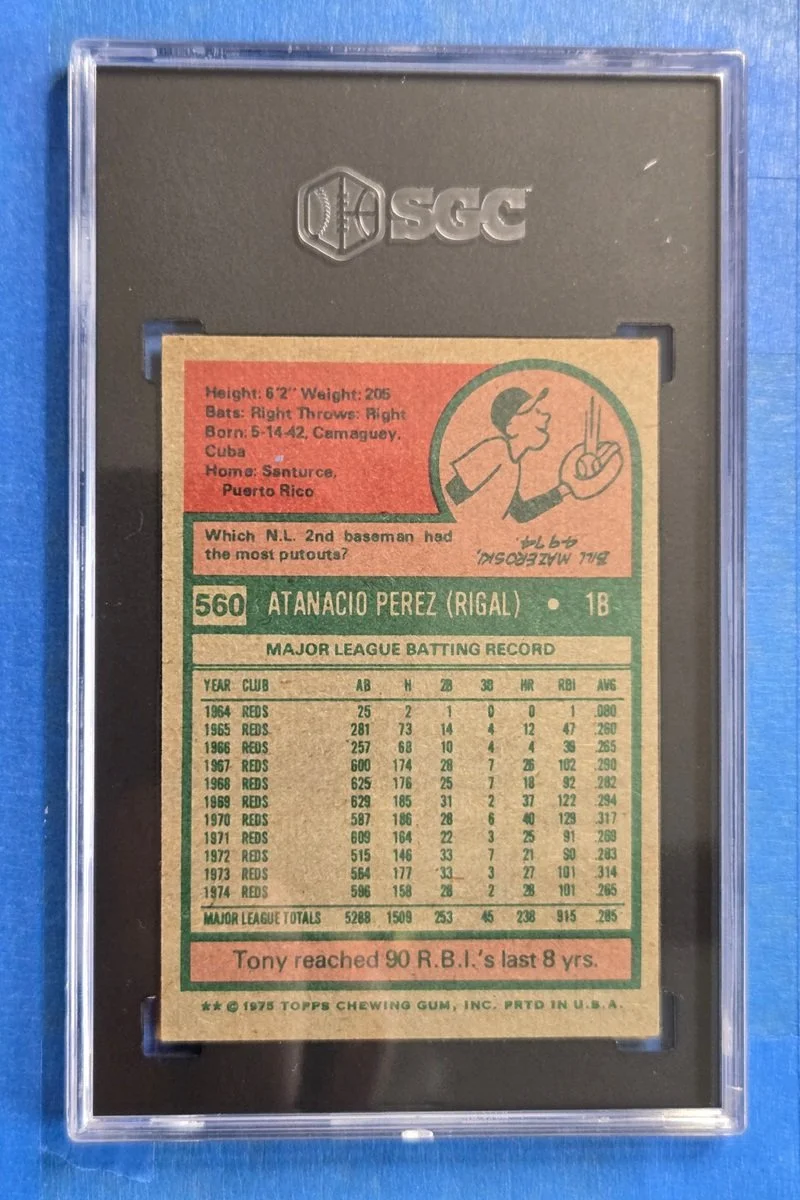 SGC
Height: 6'2" Weight: 205
Bats: Right Throws: Right
Born: 5-14-42, Camaguey,
Cuba
Home: Santurce,
Puerto Rico
Which N.L. 2nd baseman had
the most putouts?
BILL MAZEROSKI,
4974.
560 ATANACIO PEREZ (RIGAL) • 1B
MAJOR LEAGUE BATTING RECORD
YEAR CLUB AB H 2B 3B HR RBI AVG
1964 REDS 25 2 1 0 0 1 .080
1965 REDS 281 73 14 4 12 47 .260
1966 REDS 257 68 10 4 4 39 .265
1967 REDS 600 174 28 7 26 102 .290
1968 REDS 625 176 25 7 18 92 .282
1969 REDS 629 185 31 2 37 122 .294
1970 REDS 587 186 28 6 40 129 .317
1971 REDS 609 164 22 3 25 91 .269
1972 REDS 515 146 33 7 21 90 .283
1973 REDS 564 177 33 3 27 101 .314
1974 REDS 596 158 28 2 28 101 .265
MAJOR LEAGUE TOTALS 5288 1509 253 45 238 915 .285
Tony reached 90 R.B.I.'s last 8 yrs.
** © 1975 TOPPS CHEWING GUM, INC. PRTD IN U.S.A.